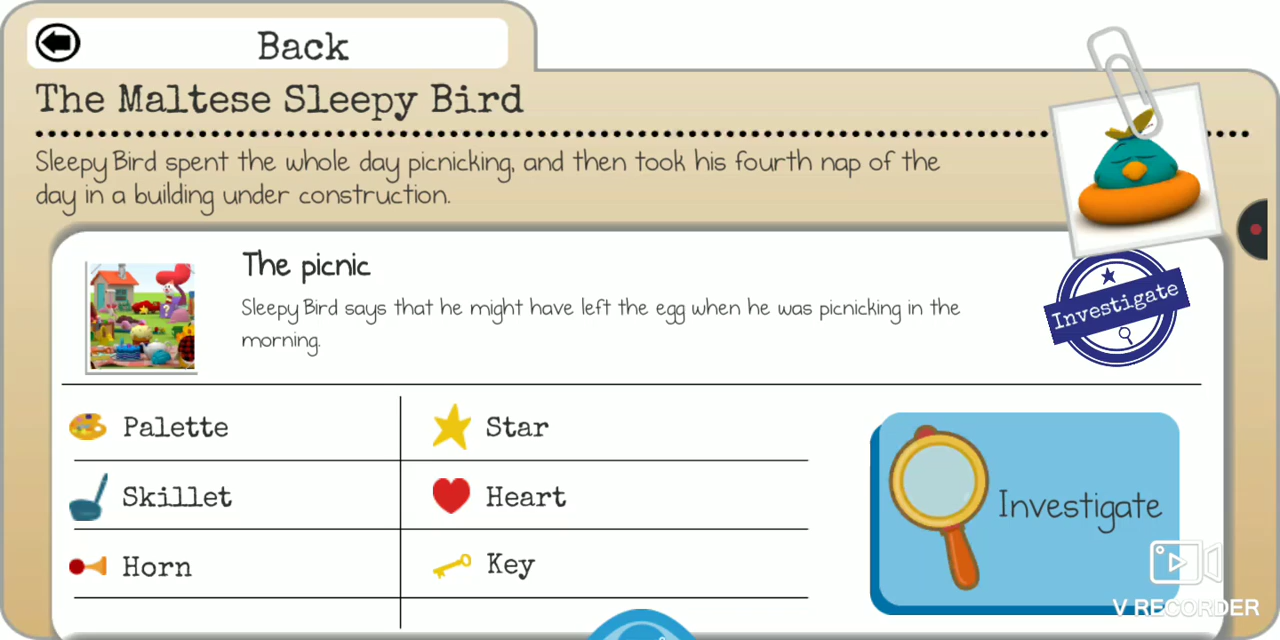 Back
The Maltese Sleepy Bird
Sleepy Bird spent the whole day picnicking, and then took his fourth nap of the
day in a building under construction.
The picnic
Sleepy Bird says that he might have left the egg when he was picnicking in the
morning.
Investigate
Palette
Star
Skillet
Heart
Horn
Key
Investigate
V RECORDER